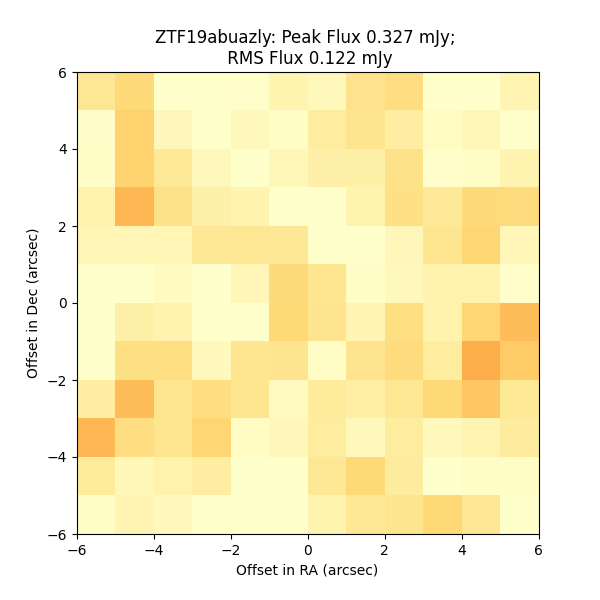 ZTF19abuazly: Peak Flux 0.327 mJy;
RMS Flux 0.122 mJy
6
4
2
0
−2
−4
−6
Offset in Dec (arcsec)
−6 −4 −2 0 2 4 6
Offset in RA (arcsec)